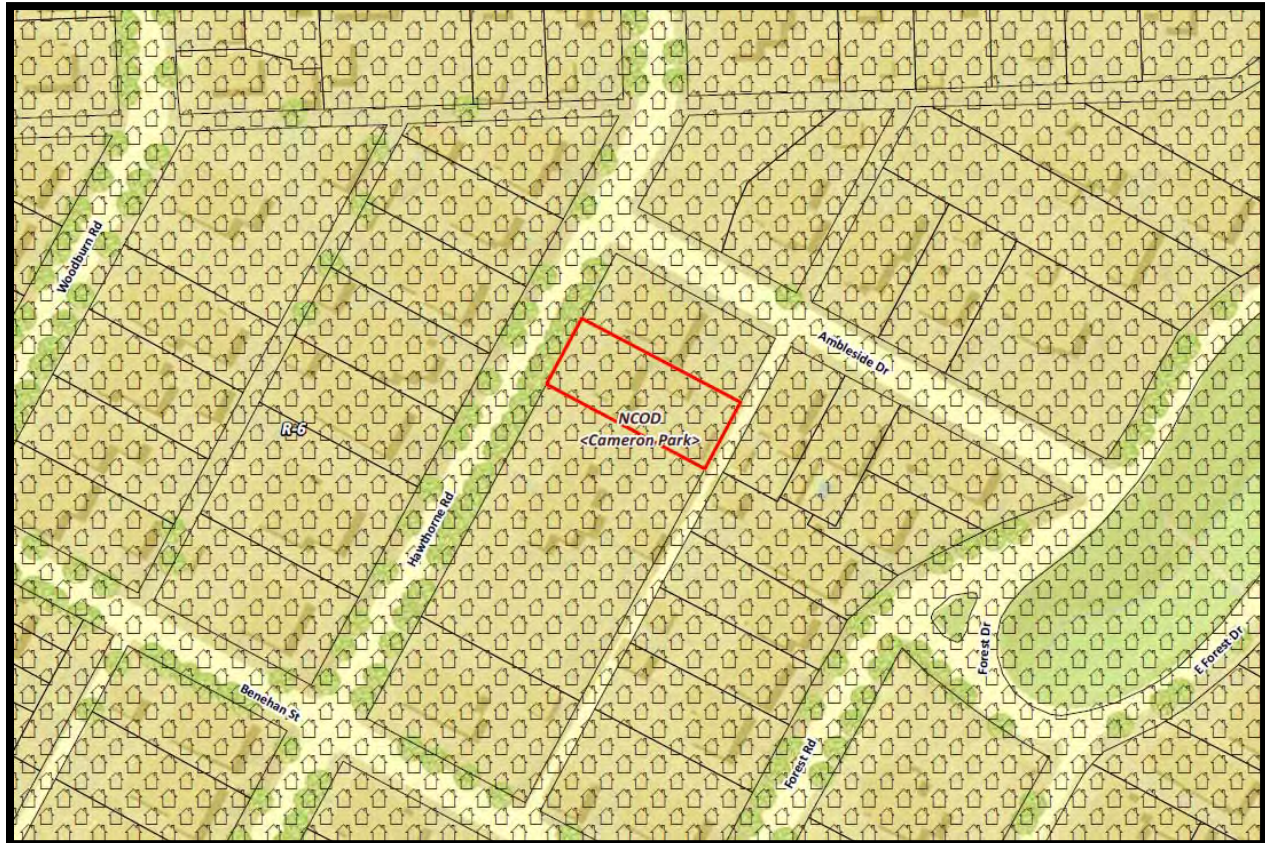 Woodburn Rd
Ambleside Dr
NCOD
<Cameron Park>
R-6
Hawthorne Rd
Forest Dr
E Forest Dr
Benehan St
Forest Rd